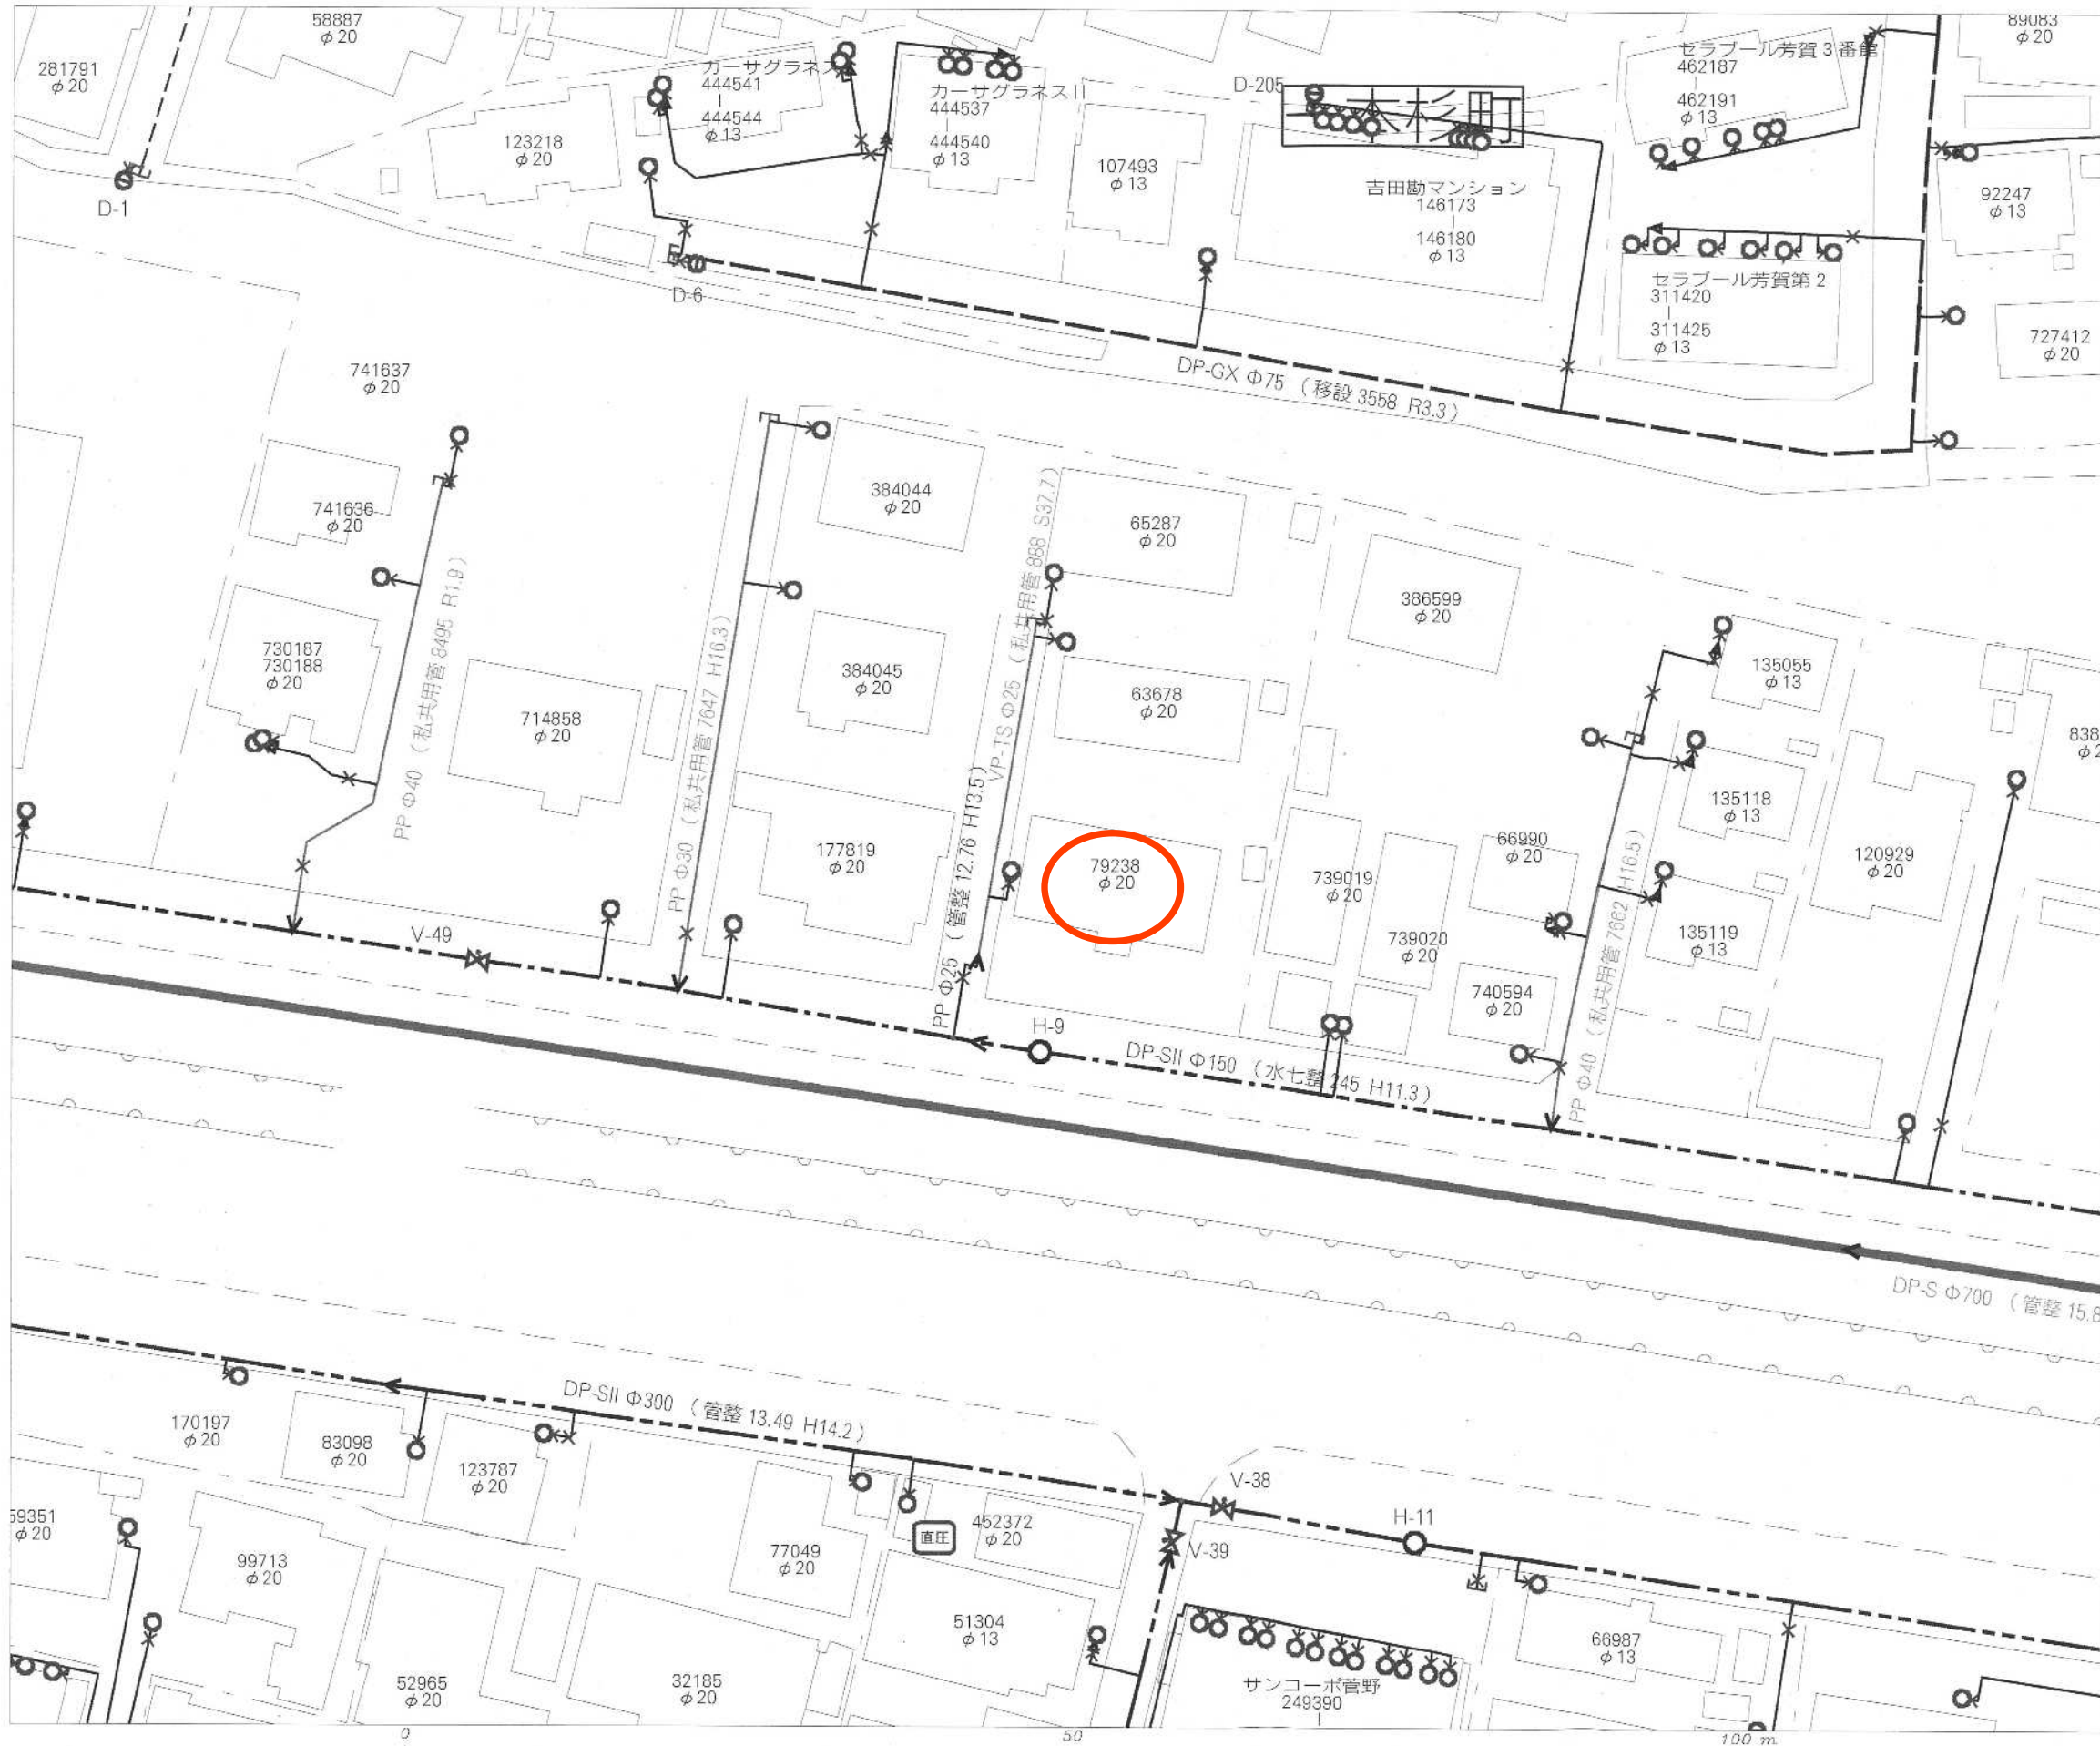 58887
φ20
281791
φ20
D-1
123218
φ20
カーサグラネス
444541
|
444544
φ13
カーサグラネスII
444537
|
444540
φ13
107493
φ13
D-205
一本杉町
吉田勘マンション
146173
|
146180
φ13
セラブール芳賀3番館
462187
|
462191
φ13
89083
φ20
92247
φ13
セラブール芳賀第2
311420
|
311425
φ13
727412
φ20
D-6
DP-GX Φ75 (移設 3558 R3.3)
741637
φ20
741636
φ20
730187
730188
φ20
PP Φ40 (私共用管 8495 R1.9)
714858
φ20
PP Φ30 (私共用管 7647 H16.3)
384044
φ20
384045
φ20
177819
φ20
VP-TS Φ25 (私共用管 888 S37.7)
PP Φ25 (管整 12.76 H13.5)
65287
φ20
63678
φ20
79238
φ20
386599
φ20
739019
φ20
739020
φ20
66990
φ20
740594
φ20
PP Φ40 (私共用管 7662 H16.5)
135055
φ13
135118
φ13
135119
φ13
120929
φ20
838
V-49
H-9
DP-SII Φ150 (水七整 245 H11.3)
DP-S Φ700 (管整 15.8
DP-SII Φ300 (管整 13.49 H14.2)
170197
φ20
83098
φ20
123787
φ20
59351
φ20
99713
φ20
52965
φ20
32185
φ20
77049
φ20
直圧
452372
φ20
51304
φ13
V-38
V-39
H-11
サンコーポ菅野
249390
|
66987
φ13
0
50
100 m